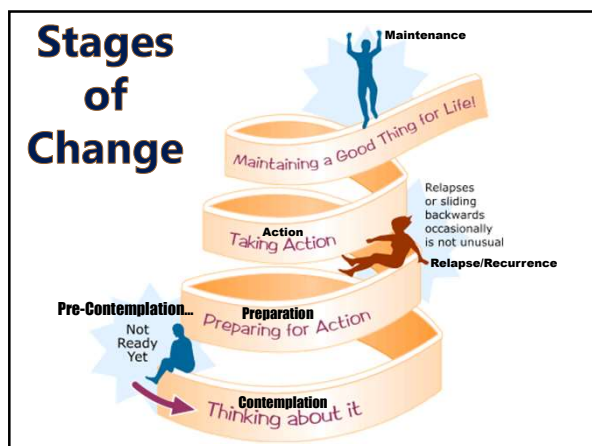 Stages
of
Change
Maintenance
Maintaining a Good Thing for Life!
Relapses
or sliding
backwards
occasionally
is not unusual
Action
Taking Action
Relapse/Recurrence
Pre-Contemplation...
Not
Ready
Yet
Preparation
Preparing for Action
Contemplation
Thinking about it